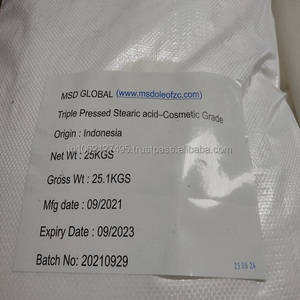 MSD GLOBAL (www.msdoleofzc.com)
Triple Pressed Stearic acid–Cosmetic Grade
Origin : Indonesia
Net Wt : 25KGS
Gross Wt : 25.1KGS
Mfg date : 09/2021
Expiry Date : 09/2023
Batch No: 20210929